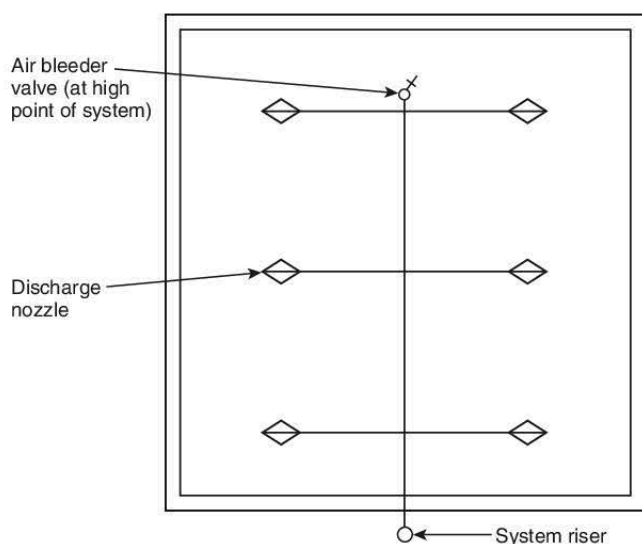 Air bleeder
valve (at high
point of system)
Discharge
nozzle
System riser